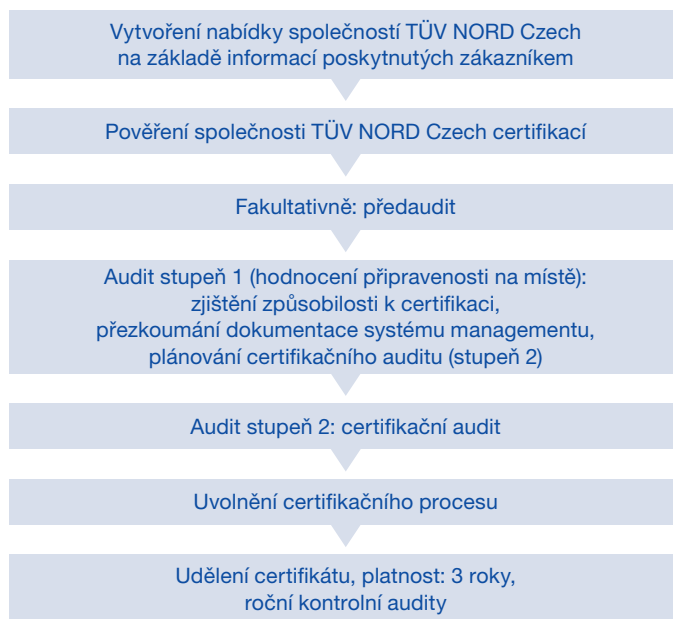 Vytvoření nabídky společností TÜV NORD Czech
na základě informací poskytnutých zákazníkem
Pověření společnosti TÜV NORD Czech certifikací
Fakultativně: předaudit
Audit stupeň 1 (hodnocení připravenosti na místě):
zjištění způsobilosti k certifikaci,
přezkoumání dokumentace systému managementu,
plánování certifikačního auditu (stupeň 2)
Audit stupeň 2: certifikační audit
Uvolnění certifikačního procesu
Udělení certifikátu, platnost: 3 roky,
roční kontrolní audity